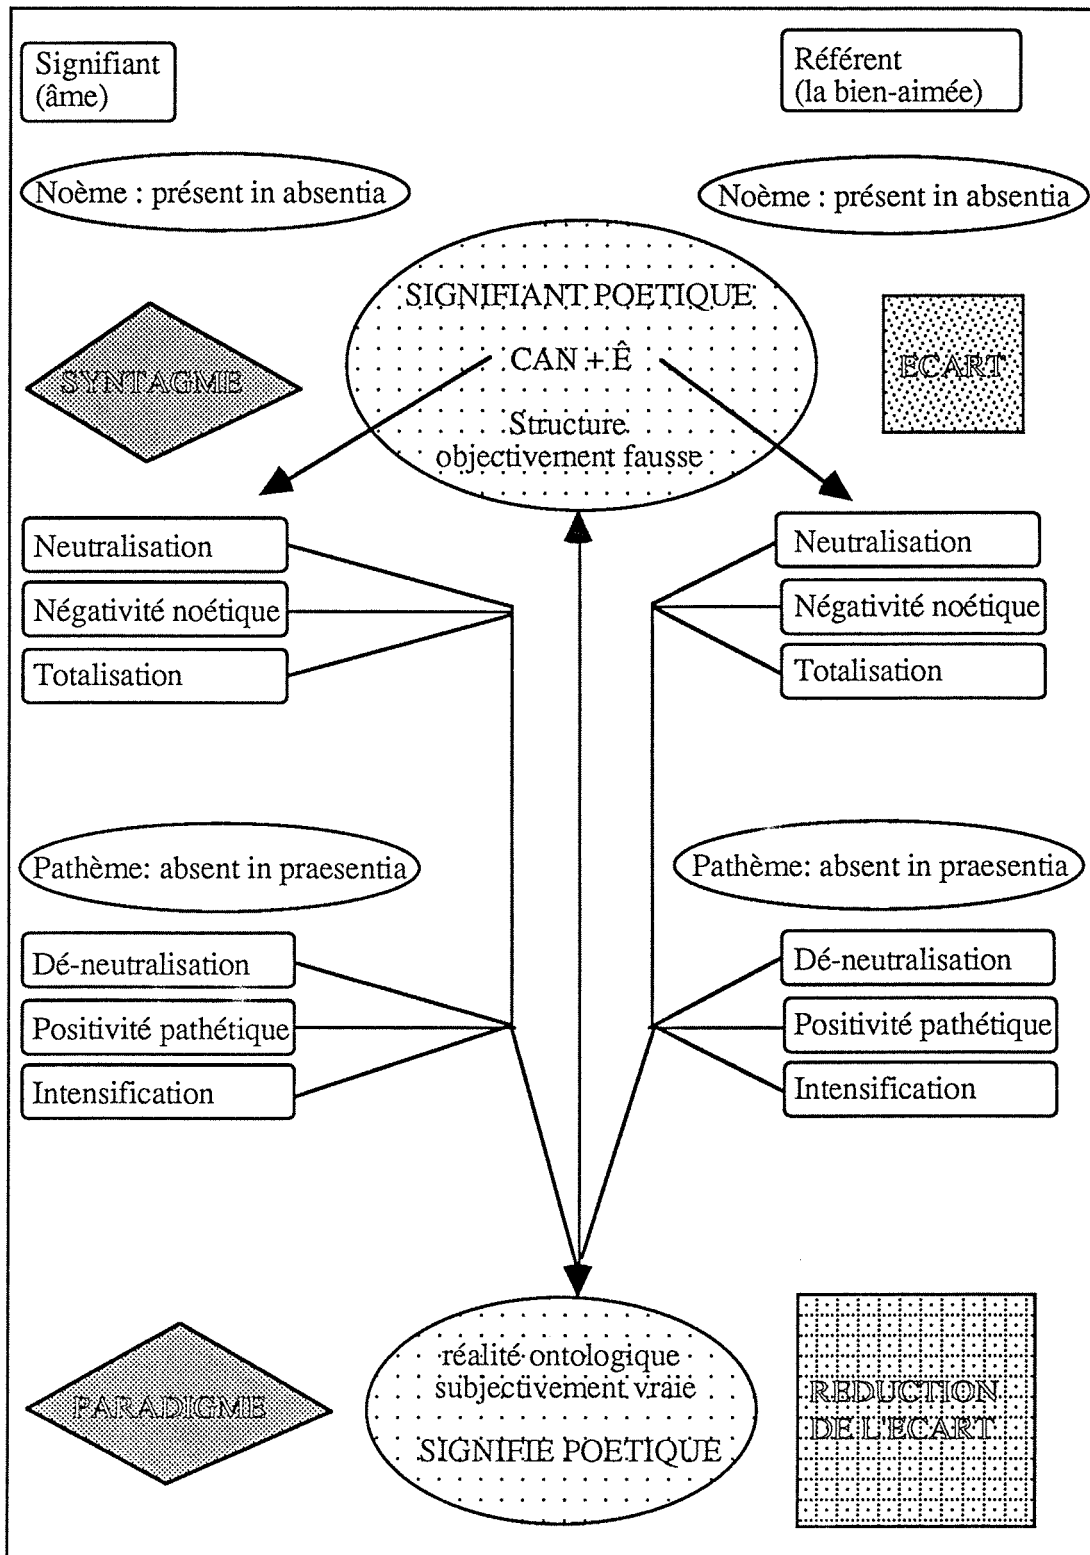 Signifiant
(âme)
Référent
(la bien-aimée)
Noème : présent in absentia
Noème : présent in absentia
SIGNIFIANT POETIQUE
CAN + Ê
Structure
objectivement fausse
SYNTAGME
ECART
Neutralisation
Négativité noétique
Totalisation
Neutralisation
Négativité noétique
Totalisation
Pathème: absent in praesentia
Pathème: absent in praesentia
Dé-neutralisation
Positivité pathétique
Intensification
Dé-neutralisation
Positivité pathétique
Intensification
réalité ontologique
subjectivement vraie
SIGNIFIE POETIQUE
PARADIGME
REDUCTION
DE L'ECART